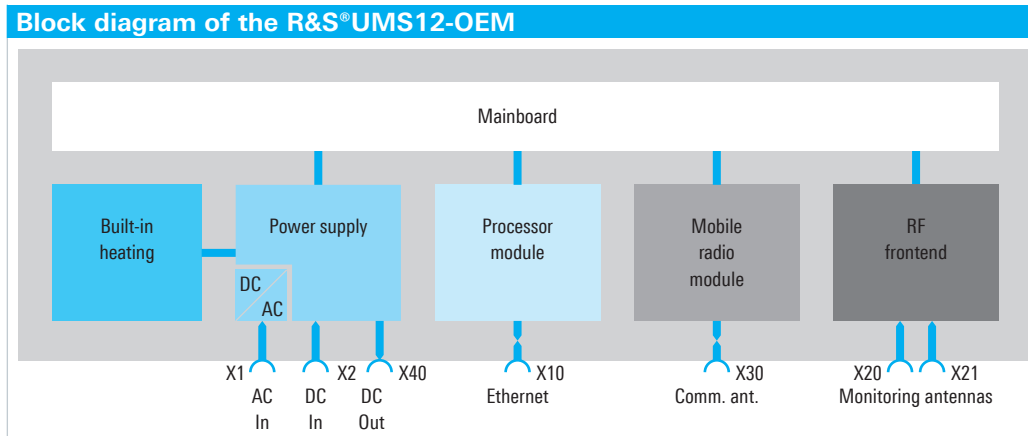 Block diagram of the R&S®UMS12-OEM
Mainboard
Built-in
heating
Power supply
DC
AC
Processor
module
Mobile
radio
module
RF
frontend
X1
X2
X40
X10
X30
X20
X21
AC
In
DC
In
DC
Out
Ethernet
Comm. ant.
Monitoring antennas